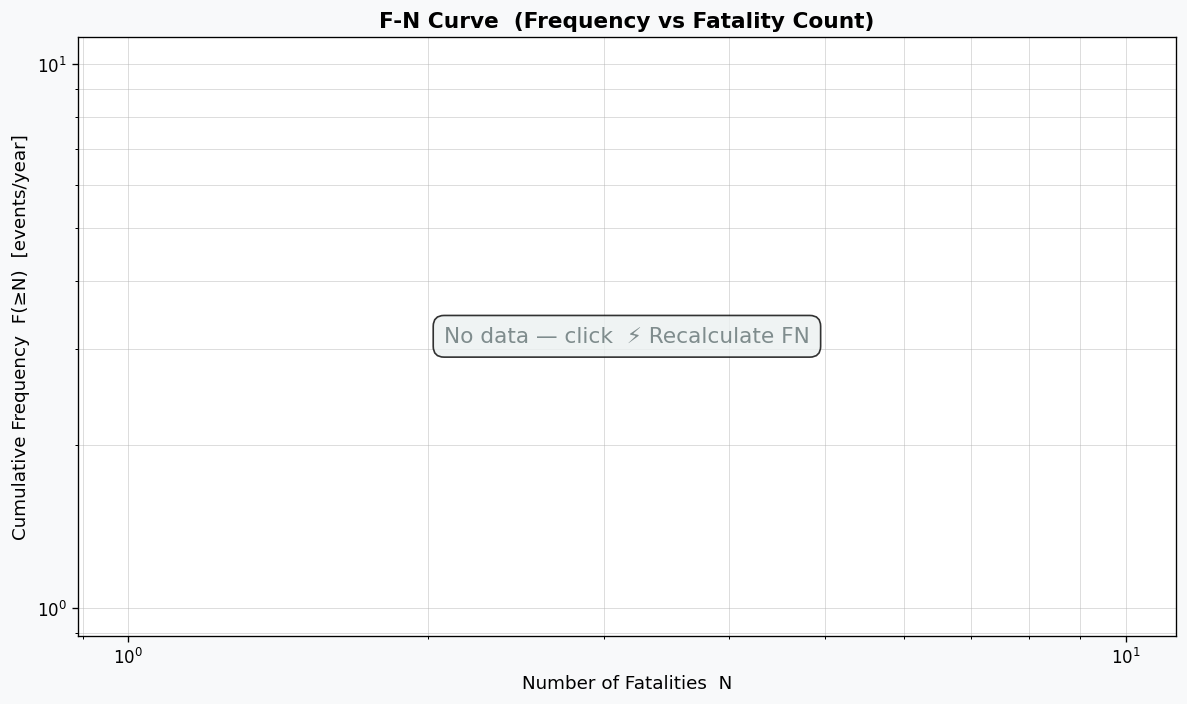 F-N Curve  (Frequency vs Fatality Count)
Cumulative Frequency  F(≥N)  [events/year]
10¹
No data — click  ⚡ Recalculate FN
10⁰
10⁰
10¹
Number of Fatalities  N